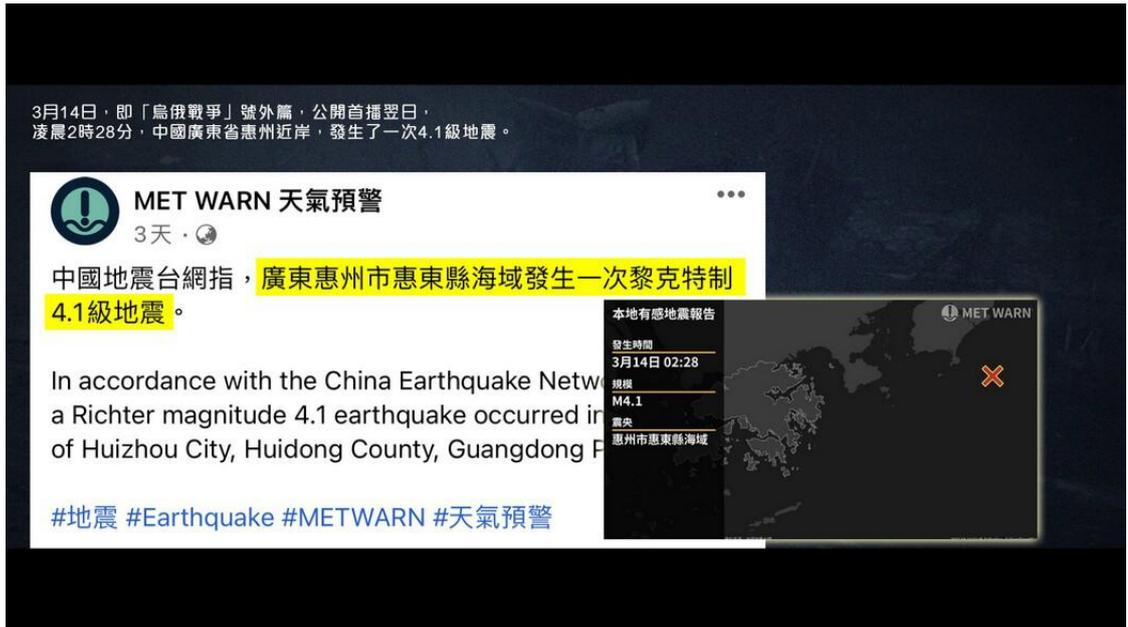 3月14日，即「烏俄戰爭」號外篇，公開首播翌日，
凌晨2時28分，中國廣東省惠州近岸，發生了一次4.1級地震。
MET WARN 天氣預警
3天
中國地震台網指，廣東惠州市惠東縣海域發生一次黎克特制
4.1級地震。
In accordance with the China Earthquake
a Richter magnitude 4.1 earthquake occurred in
of Huizhou City, Huidong County, Guangdong
#地震 #Earthquake #METWARN #天氣預警
本地有感地震報告
MET WARN
發生時間
3月14日 02:28
規模
M4.1
震央
惠州市惠東縣海域